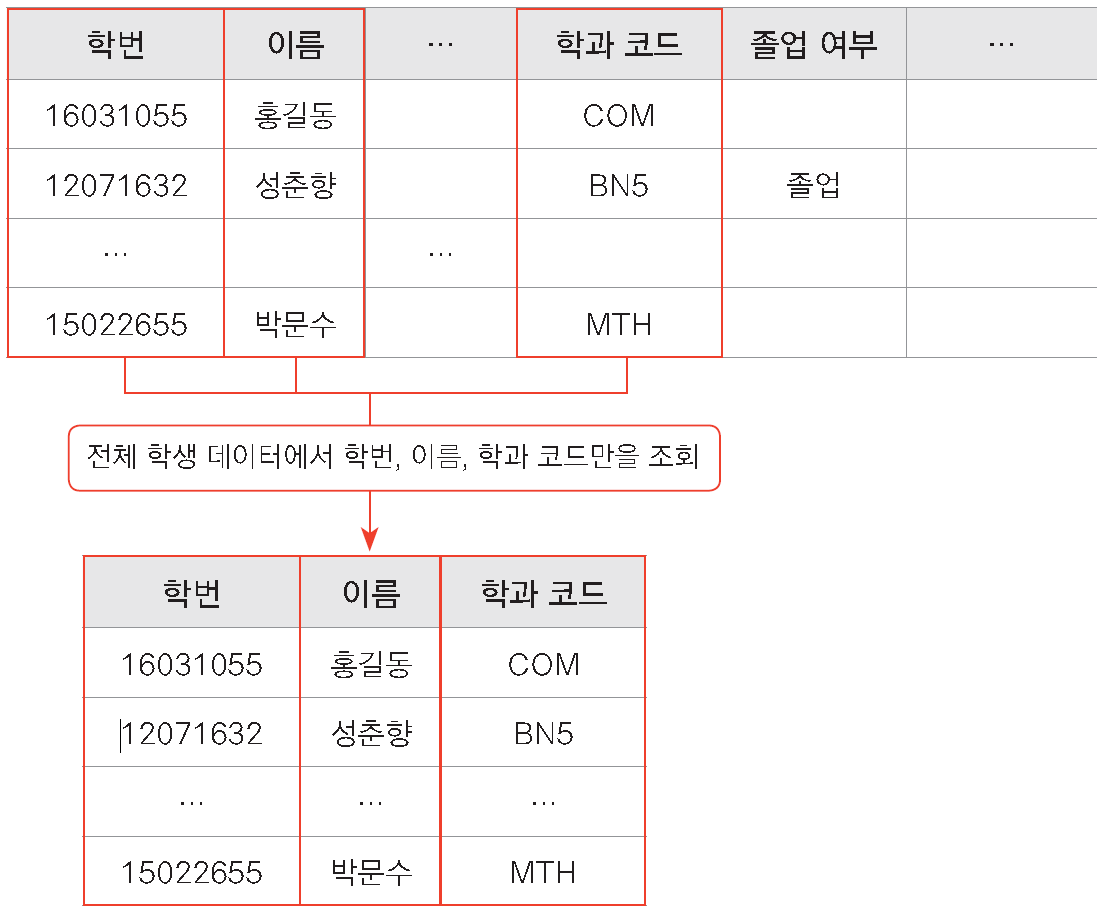 학번 이름 … 학과 코드 졸업 여부 …
16031055 홍길동 COM
12071632 성춘향 BN5 졸업
… …
15022655 박문수 MTH
전체 학생 데이터에서 학번, 이름, 학과 코드만을 조회
학번 이름 학과 코드
16031055 홍길동 COM
12071632 성춘향 BN5
… … …
15022655 박문수 MTH